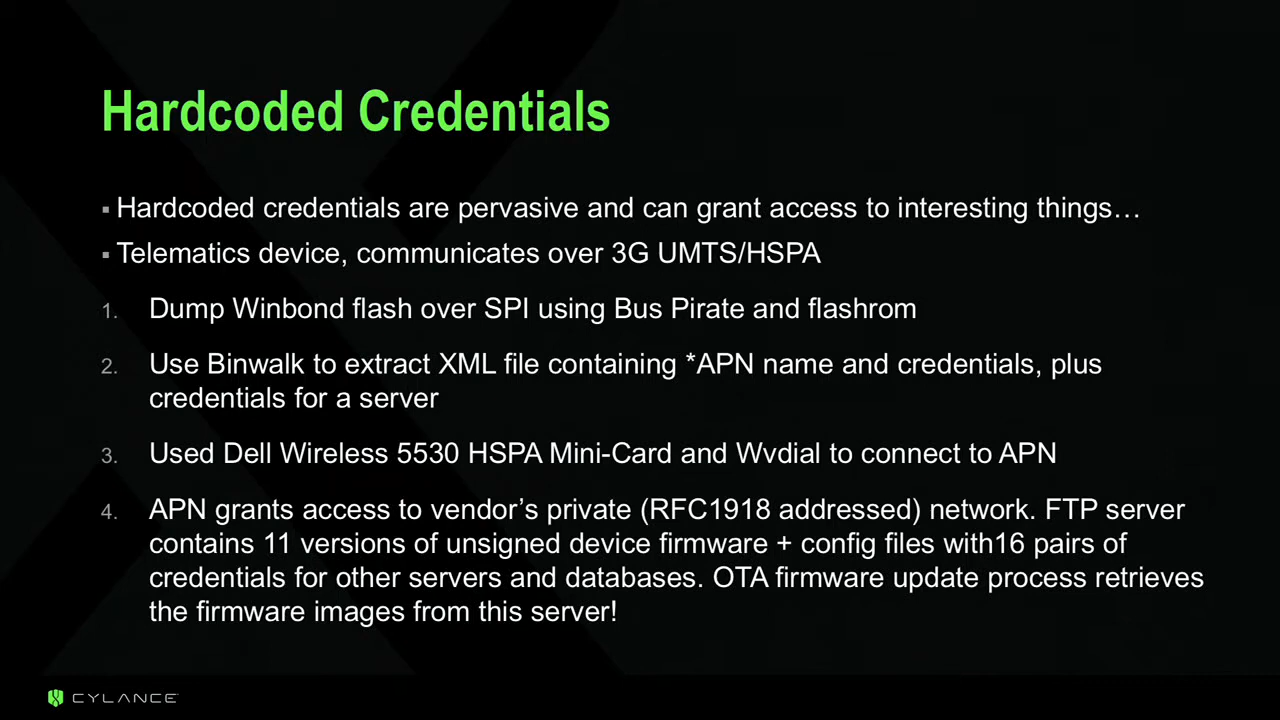 Hardcoded Credentials
▪ Hardcoded credentials are pervasive and can grant access to interesting things…
▪ Telematics device, communicates over 3G UMTS/HSPA
1. Dump Winbond flash over SPI using Bus Pirate and flashrom
2. Use Binwalk to extract XML file containing *APN name and credentials, plus
credentials for a server
3. Used Dell Wireless 5530 HSPA Mini-Card and Wvdial to connect to APN
4. APN grants access to vendor’s private (RFC1918 addressed) network. FTP server
contains 11 versions of unsigned device firmware + config files with16 pairs of
credentials for other servers and databases. OTA firmware update process retrieves
the firmware images from this server!
CYLANCE